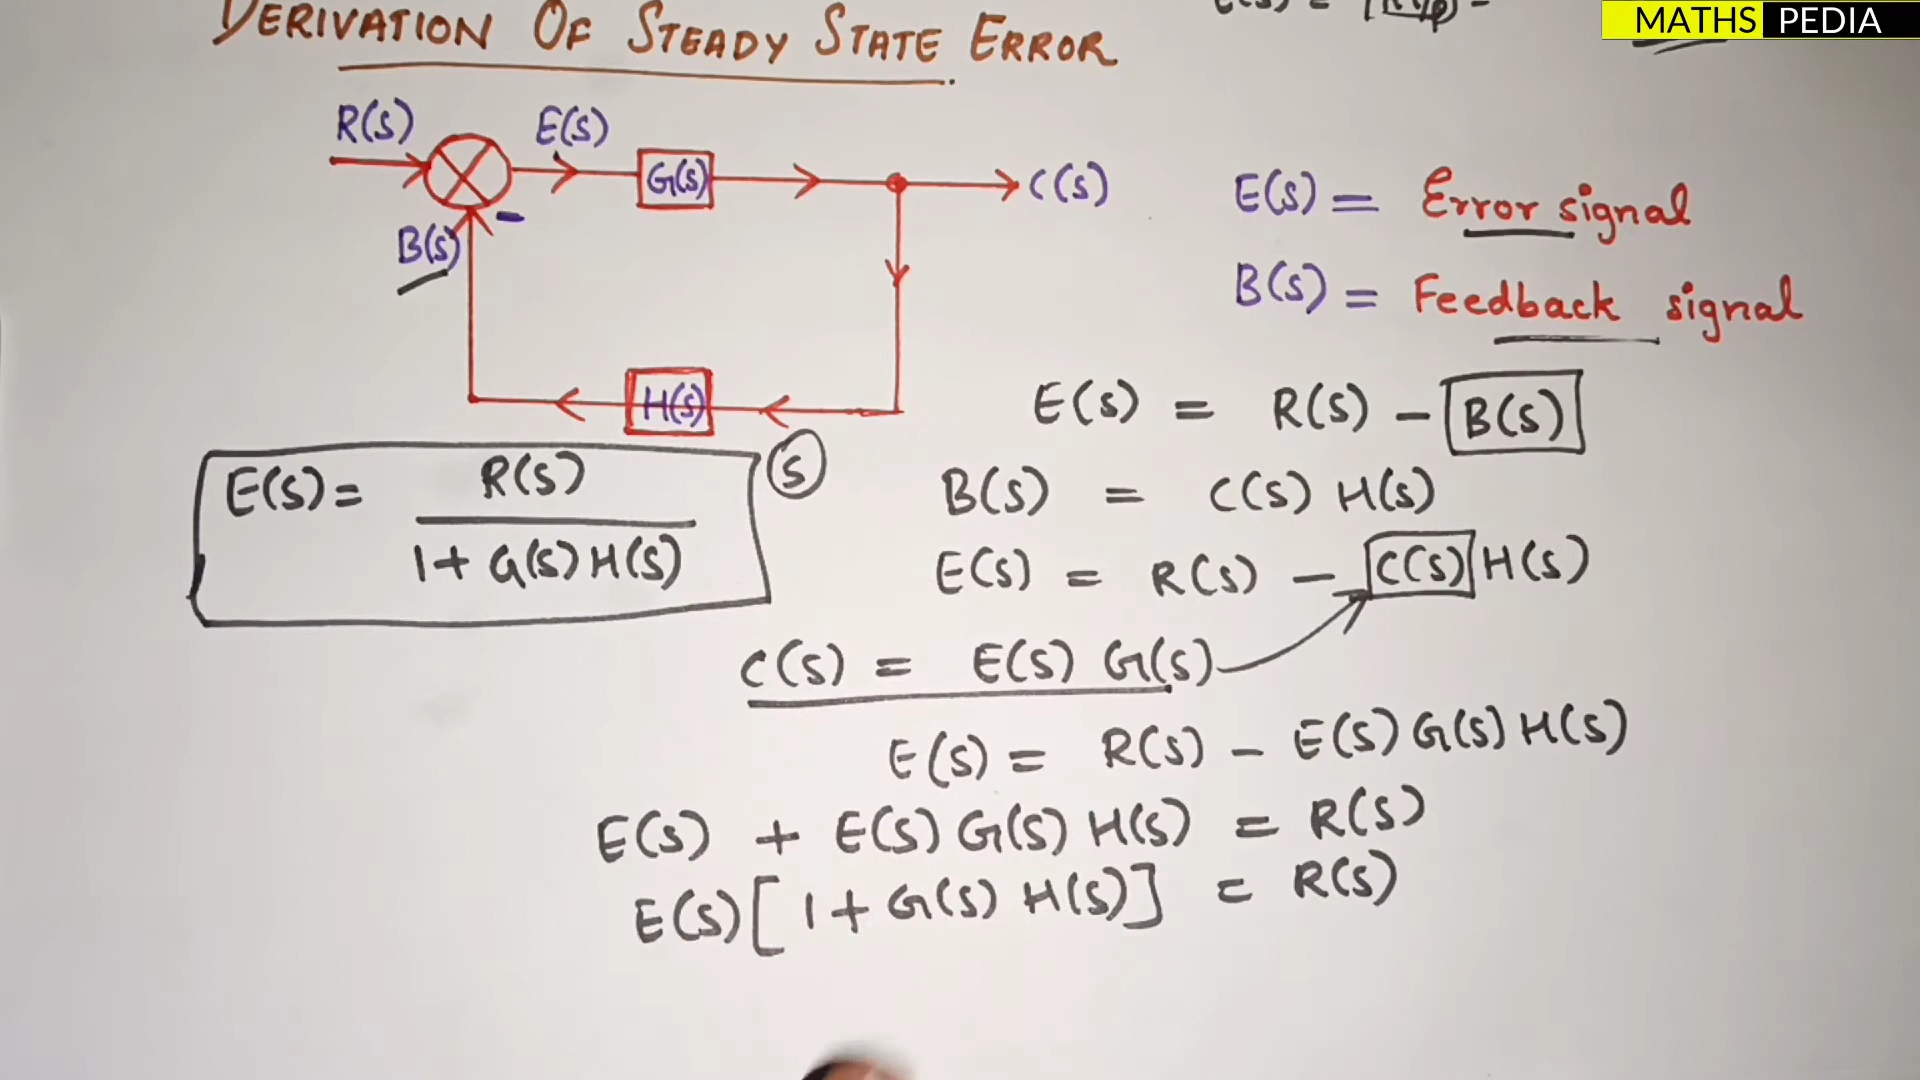 MATHS PEDIA
DERIVATION OF STEADY STATE ERROR
R(S)
E(S)
G(S)
C(S)
B(S)
-
H(S)
E(S) = Error signal
B(S) = Feedback signal
E(S) = R(S) - B(S)
B(S) = C(S) H(S)
E(S) = R(S) - C(S) H(S)
C(S) = E(S) G(S)
E(S) = R(S) - E(S) G(S) H(S)
E(S) + E(S) G(S) H(S) = R(S)
E(S) [ 1 + G(S) H(S) ] = R(S)
E(S) = R(S)
1 + G(S) H(S)
S